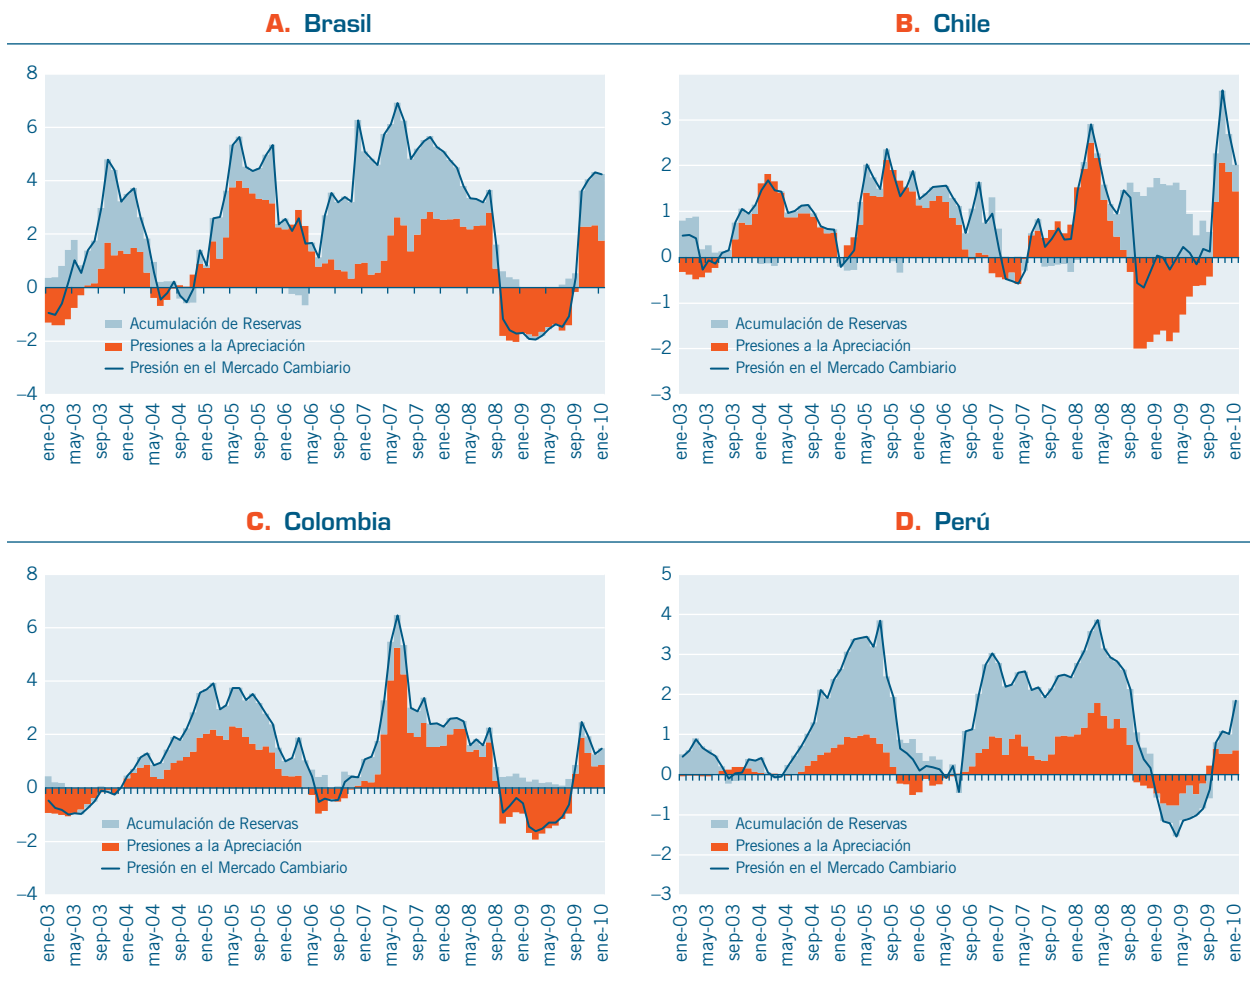 A. Brasil
8
6
4
2
0
–2
–4
Acumulación de Reservas
Presiones a la Apreciación
Presión en el Mercado Cambiario
ene-03
may-03
sep-03
ene-04
may-04
sep-04
ene-05
may-05
sep-05
ene-06
may-06
sep-06
ene-07
may-07
sep-07
ene-08
may-08
sep-08
ene-09
may-09
sep-09
ene-10
B. Chile
3
2
1
0
–1
–2
–3
Acumulación de Reservas
Presiones a la Apreciación
Presión en el Mercado Cambiario
ene-03
may-03
sep-03
ene-04
may-04
sep-04
ene-05
may-05
sep-05
ene-06
may-06
sep-06
ene-07
may-07
sep-07
ene-08
may-08
sep-08
ene-09
may-09
sep-09
ene-10
C. Colombia
8
6
4
2
0
–2
–4
Acumulación de Reservas
Presiones a la Apreciación
Presión en el Mercado Cambiario
ene-03
may-03
sep-03
ene-04
may-04
sep-04
ene-05
may-05
sep-05
ene-06
may-06
sep-06
ene-07
may-07
sep-07
ene-08
may-08
sep-08
ene-09
may-09
sep-09
ene-10
D. Perú
5
4
3
2
1
0
–1
–2
–3
Acumulación de Reservas
Presiones a la Apreciación
Presión en el Mercado Cambiario
ene-03
may-03
sep-03
ene-04
may-04
sep-04
ene-05
may-05
sep-05
ene-06
may-06
sep-06
ene-07
may-07
sep-07
ene-08
may-08
sep-08
ene-09
may-09
sep-09
ene-10